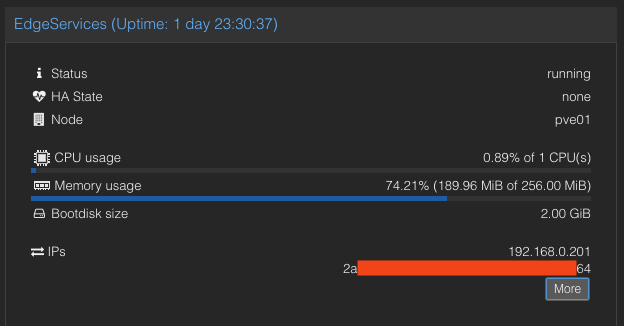 EdgeServices (Uptime: 1 day 23:30:37)
Status running
HA State none
Node pve01
CPU usage 0.89% of 1 CPU(s)
Memory usage 74.21% (189.96 MiB of 256.00 MiB)
Bootdisk size 2.00 GiB
IPs 192.168.0.201
2a 64
More